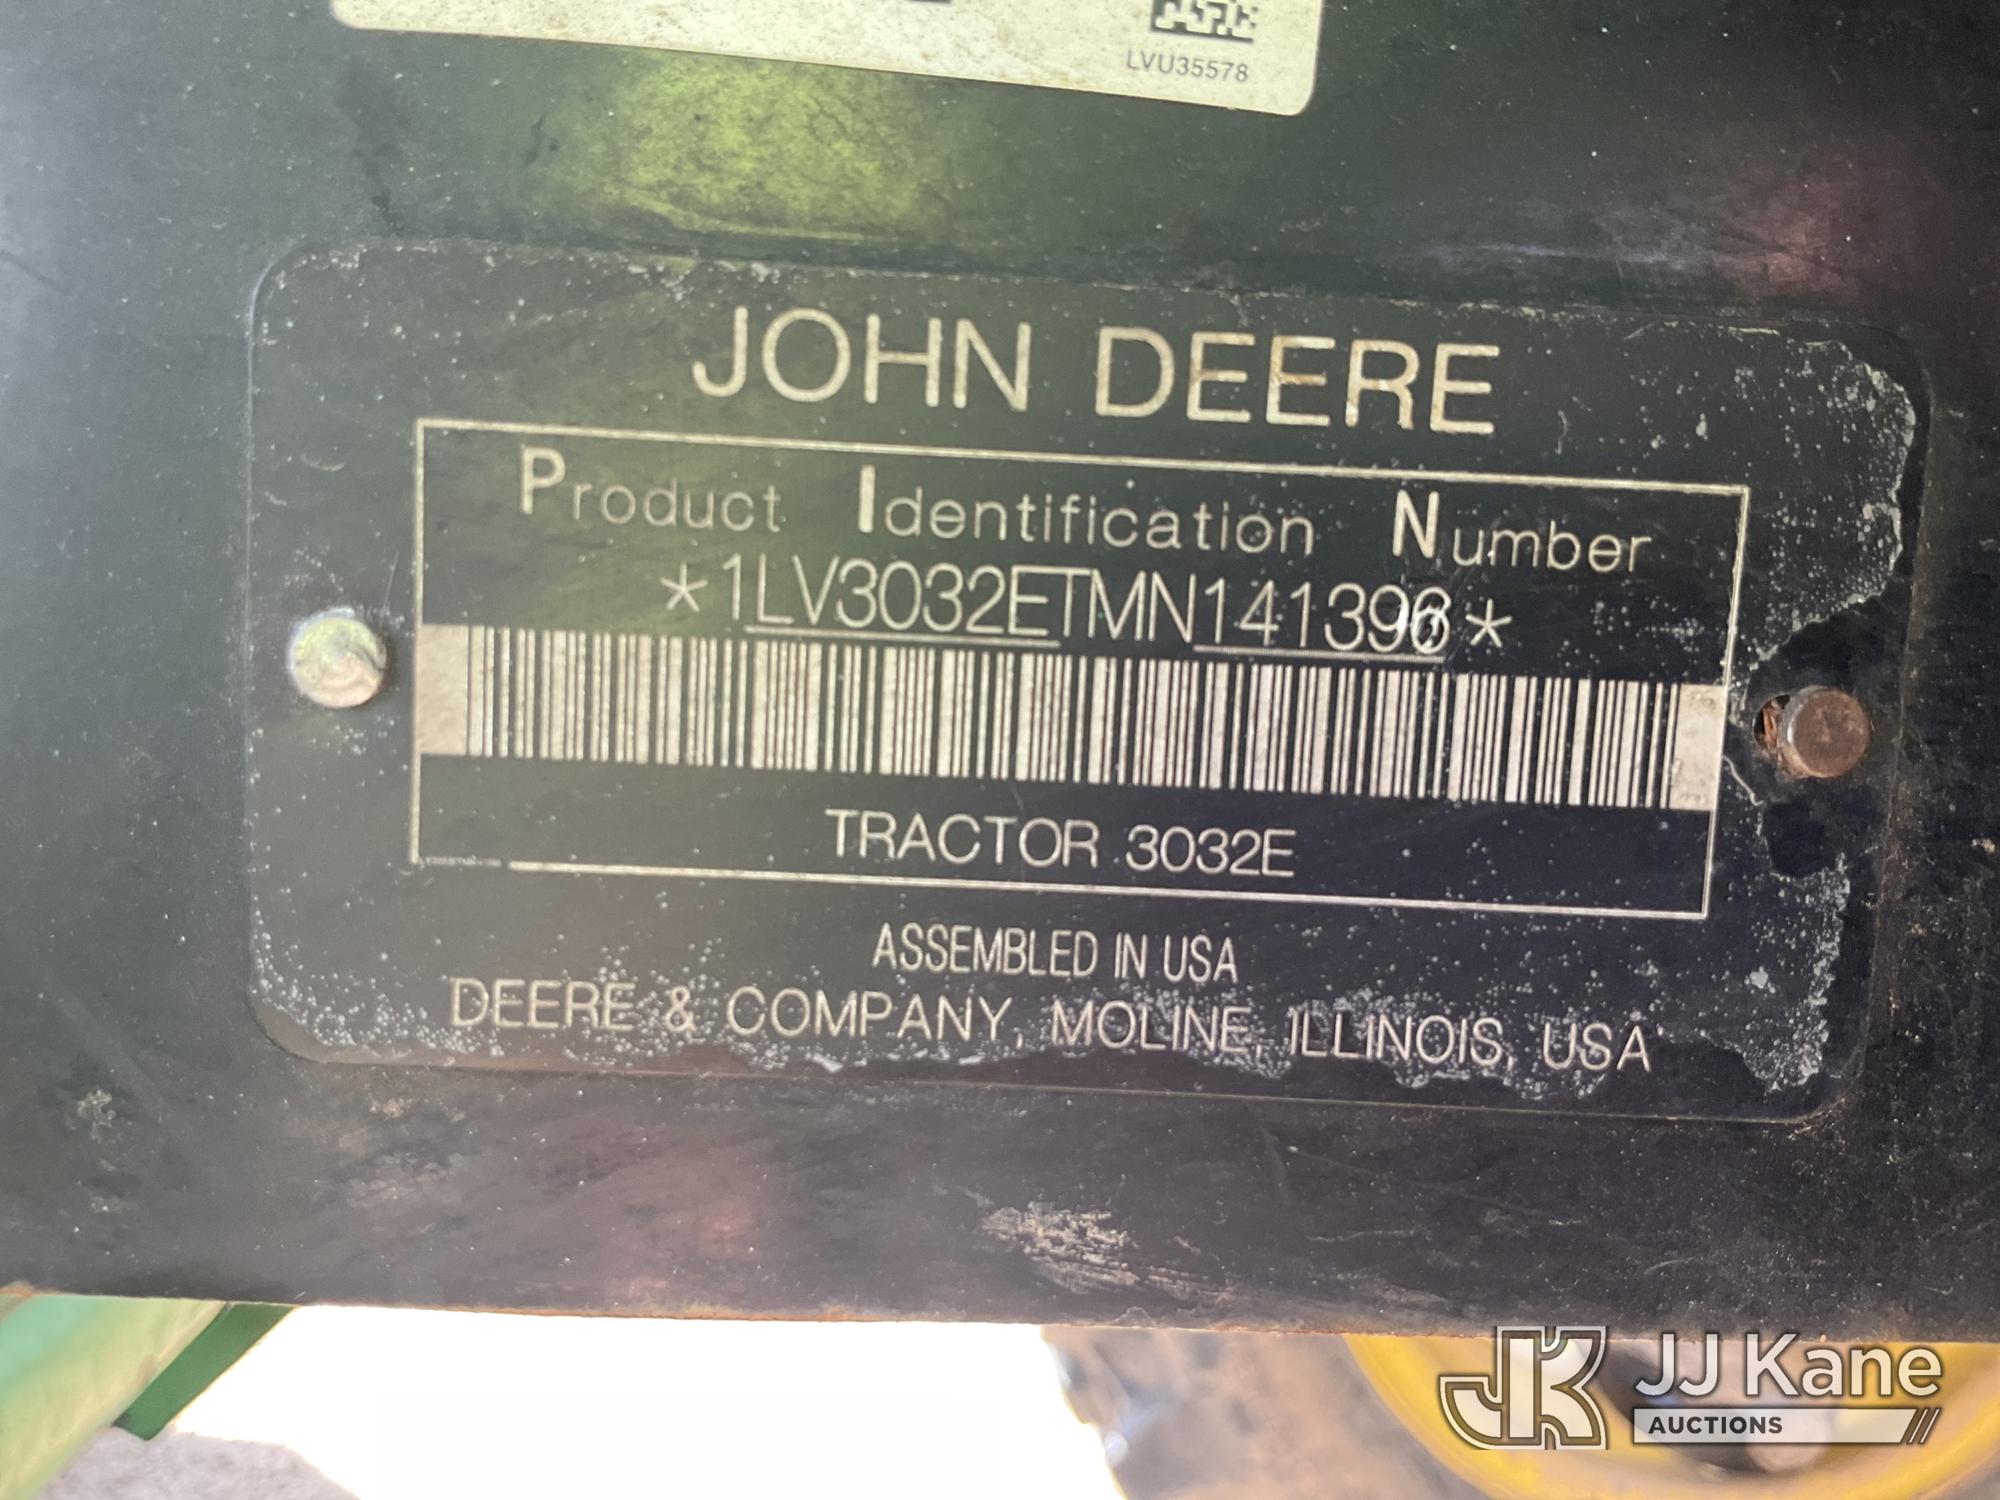 LVU35578
JOHN DEERE
Product Identification Number
*1LV3032ETMN141396*
TRACTOR 3032E
ASSEMBLED IN USA
DEERE & COMPANY, MOLINE, ILLINOIS, USA
JJ Kane
AUCTIONS